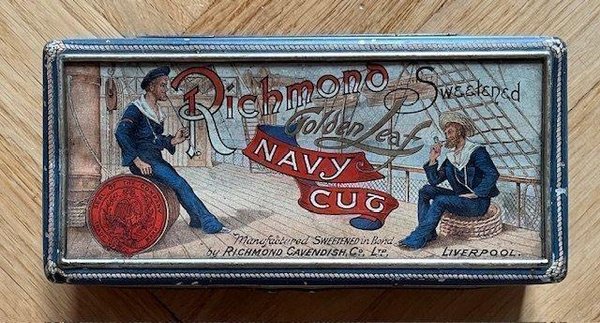 Richmond
Sweetened
Golden Leaf
NAVY
CUT
Manufactured SWEETENED in Bond
by RICHMOND CAVENDISH, CO. LTD,
LIVERPOOL.